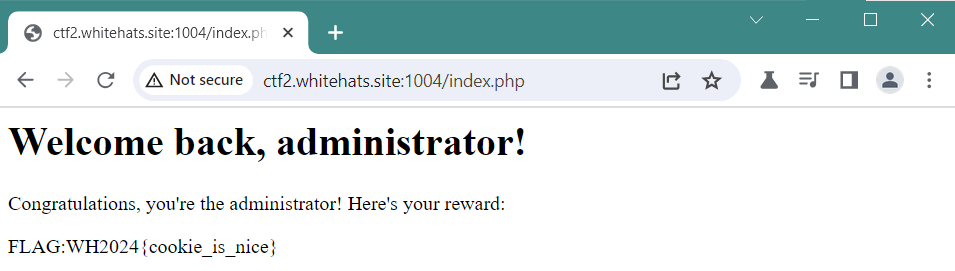 ctf2.whitehats.site:1004/index.ph
Not secure
ctf2.whitehats.site:1004/index.php
Welcome back, administrator!
Congratulations, you're the administrator! Here's your reward:
FLAG:WH2024{cookie_is_nice}